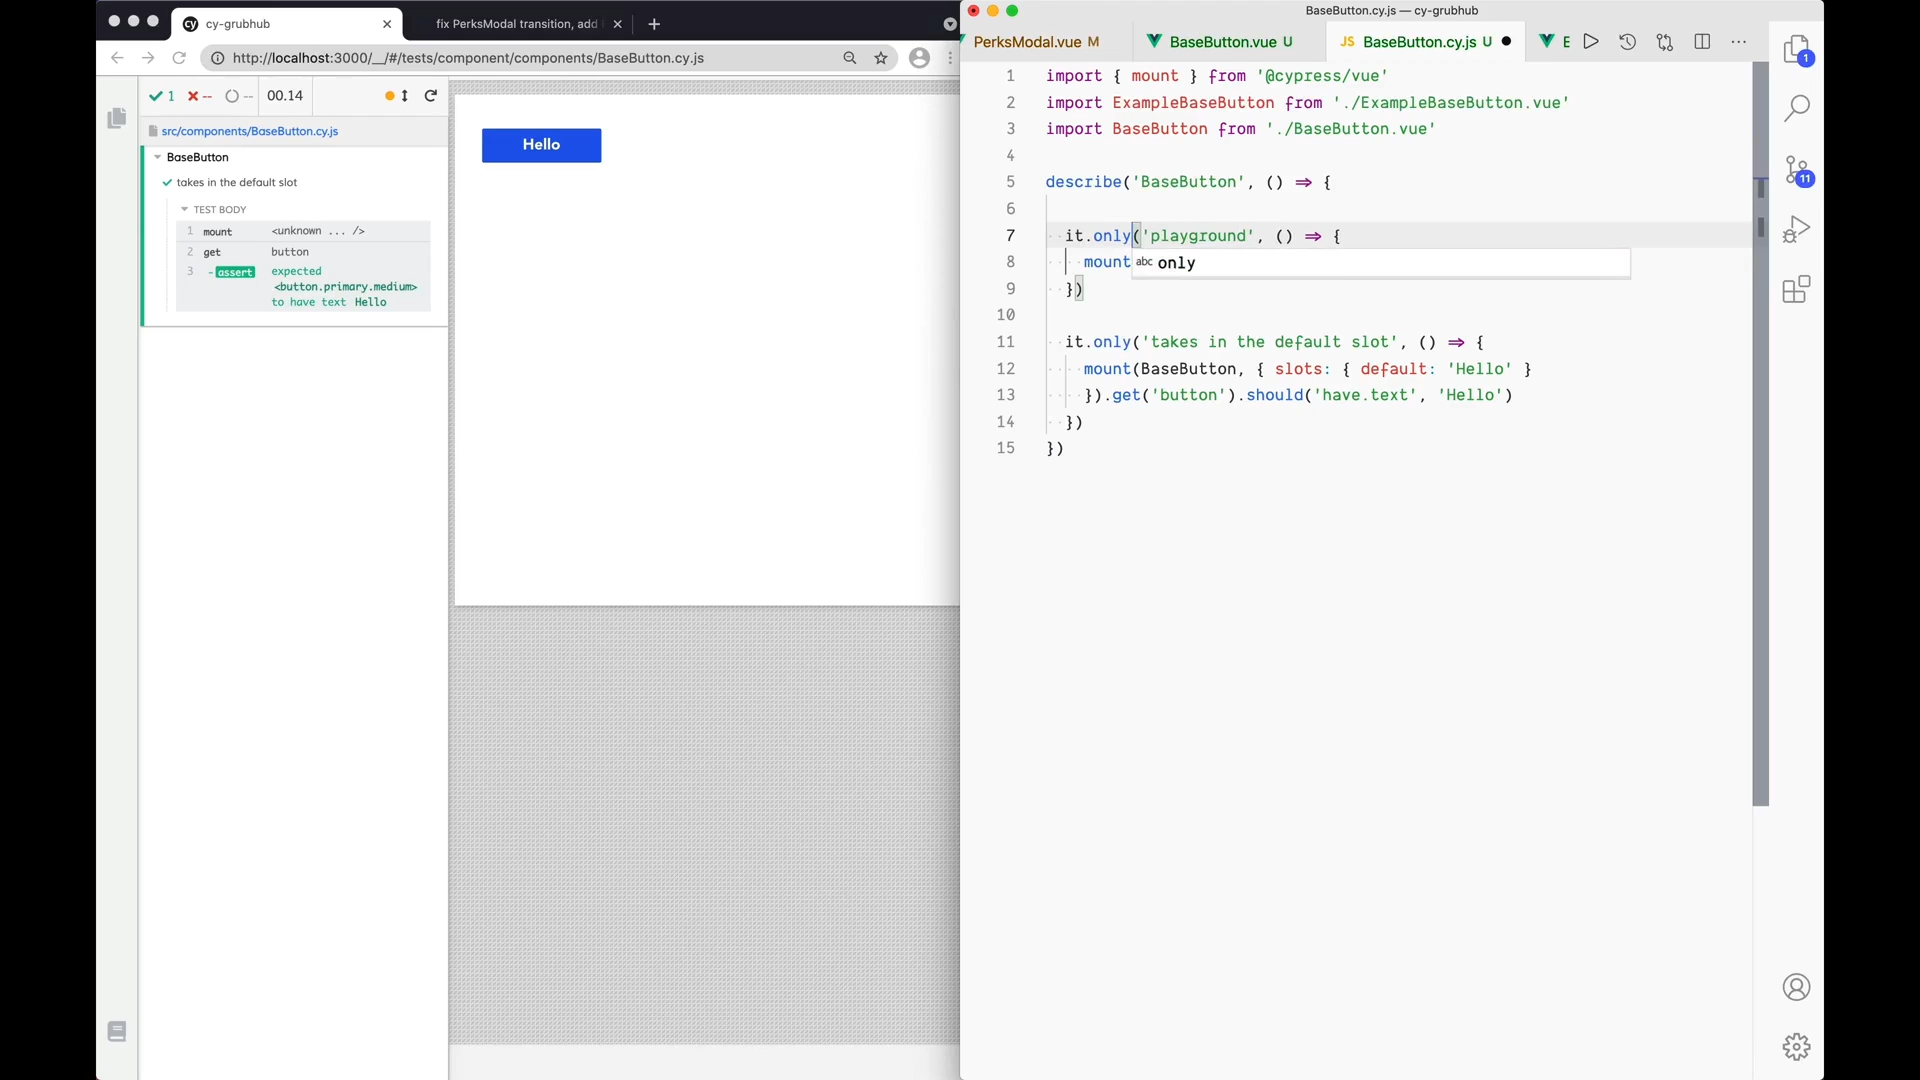 cy-grubhub
fix PerksModal transition, add
http://localhost:3000/__/#/tests/component/components/BaseButton.cy.js
1
--
--
00.14
src/components/BaseButton.cy.js
BaseButton
takes in the default slot
TEST BODY
1 mount <unknown ... />
2 get button
3 -assert expected
<button.primary.medium>
to have text Hello
Hello
BaseButton.cy.js — cy-grubhub
PerksModal.vue M
BaseButton.vue U
JS BaseButton.cy.js U
1 import { mount } from '@cypress/vue'
2 import ExampleBaseButton from './ExampleBaseButton.vue'
3 import BaseButton from './BaseButton.vue'
4
5 describe('BaseButton', () => {
6
7 it.only('playground', () => {
8 mount
abc only
9 })
10
11 it.only('takes in the default slot', () => {
12 mount(BaseButton, { slots: { default: 'Hello' }
13 }).get('button').should('have.text', 'Hello')
14 })
15 })
1
11